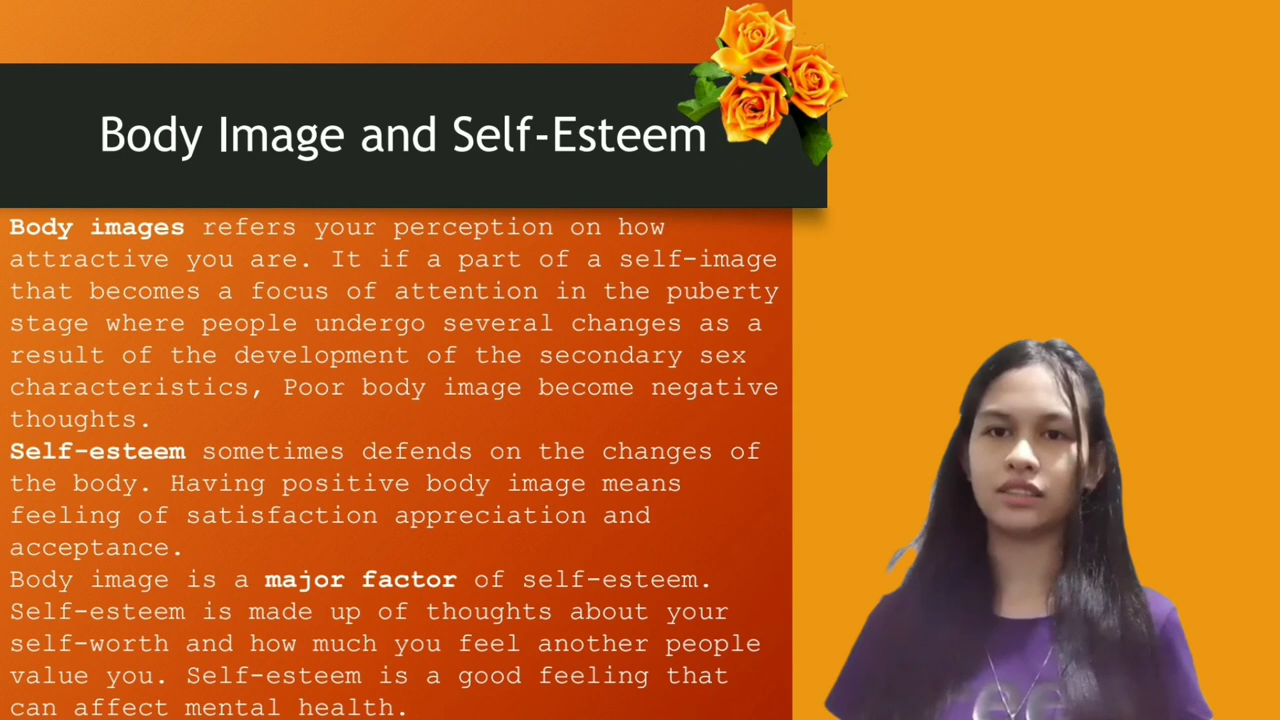 Body Image and Self-Esteem
Body images refers your perception on how
attractive you are. It if a part of a self-image
that becomes a focus of attention in the puberty
stage where people undergo several changes as a
result of the development of the secondary sex
characteristics, Poor body image become negative
thoughts.
Self-esteem sometimes defends on the changes of
the body. Having positive body image means
feeling of satisfaction appreciation and
acceptance.
Body image is a major factor of self-esteem.
Self-esteem is made up of thoughts about your
self-worth and how much you feel another people
value you. Self-esteem is a good feeling that
can affect mental health.